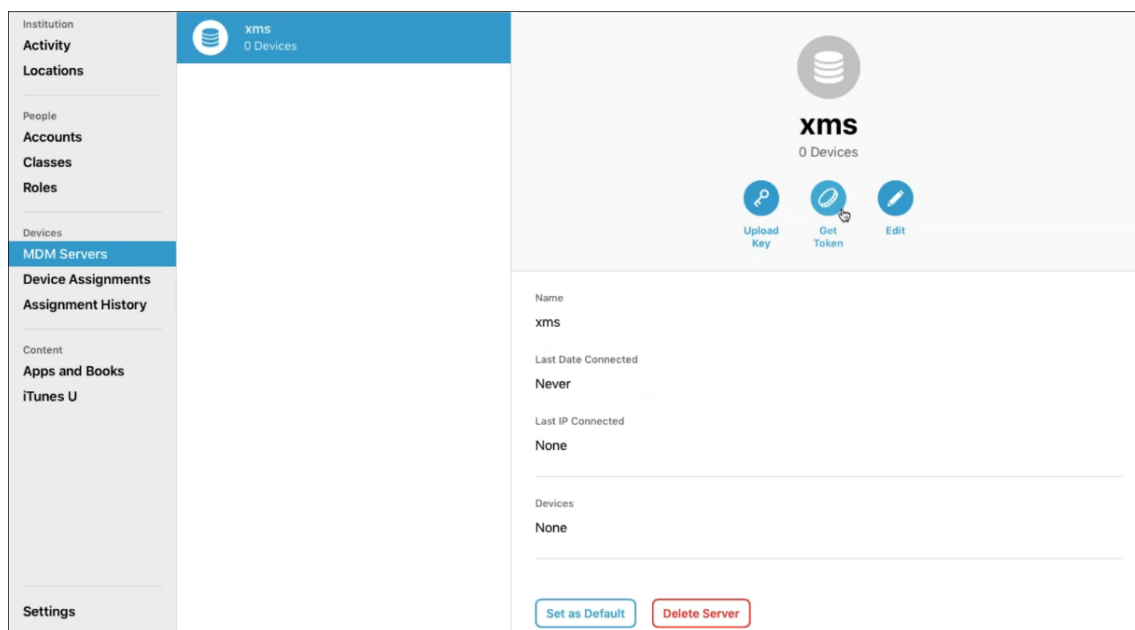 Institution
Activity
Locations
People
Accounts
Classes
Roles
Devices
MDM Servers
Device Assignments
Assignment History
Content
Apps and Books
iTunes U
Settings
xms
0 Devices
xms
0 Devices
Upload
Key
Get
Token
Edit
Name
xms
Last Date Connected
Never
Last IP Connected
None
Devices
None
Set as Default
Delete Server